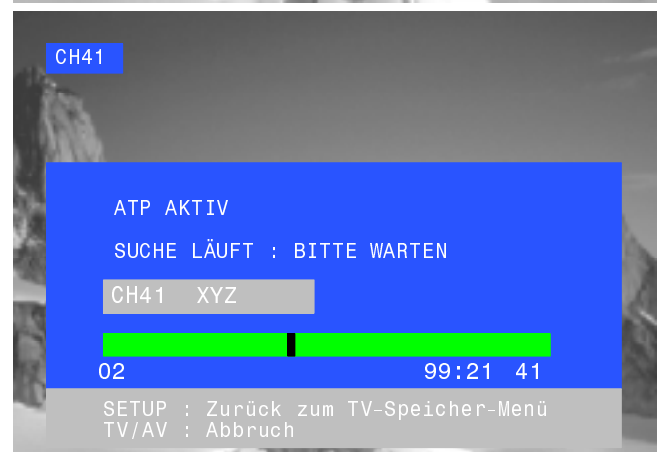 CH41
ATP AKTIV
SUCHE LÄUFT : BITTE WARTEN
CH41 XYZ
02 99:21 41
SETUP : Zurück zum TV-Speicher-Menü
TV/AV : Abbruch